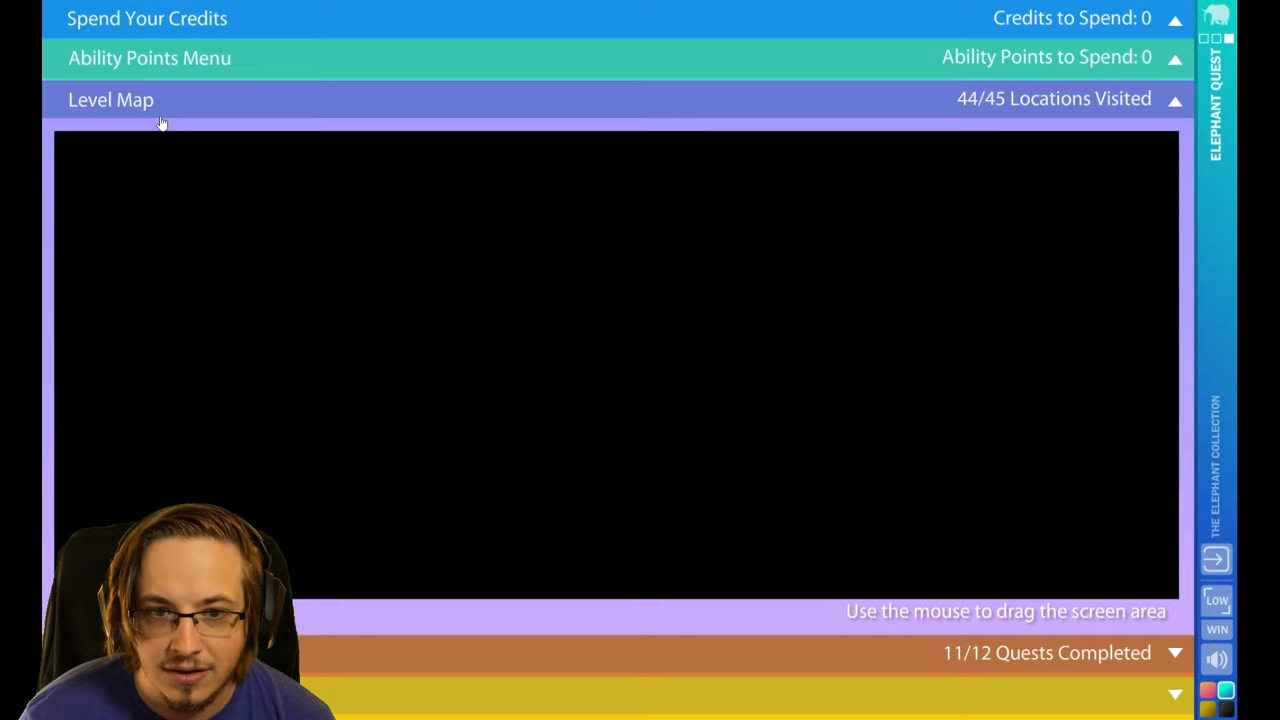 Spend Your Credits
Credits to Spend: 0
Ability Points Menu
Ability Points to Spend: 0
Level Map
44/45 Locations Visited
Use the mouse to drag the screen area
11/12 Quests Completed
ELEPHANT QUEST
THE ELEPHANT COLLECTION
LOW
WIN